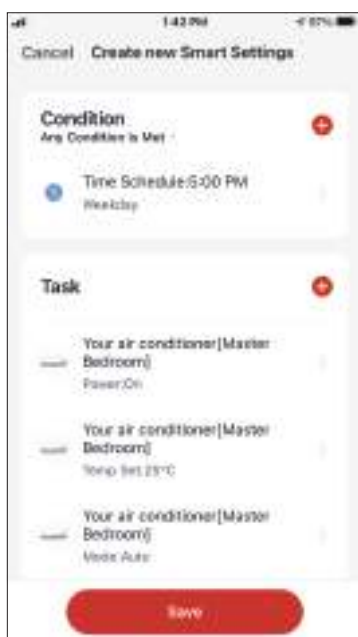 1:42 PM
Cancel Create new Smart Settings
Condition
Any Condition is Met
Time Schedule:5:00 PM
Weekday
Task
Your air conditioner[Master
Bedroom]
Power:On
Your air conditioner[Master
Bedroom]
Temp Set:25°C
Your air conditioner[Master
Bedroom]
Mode:Auto
Save